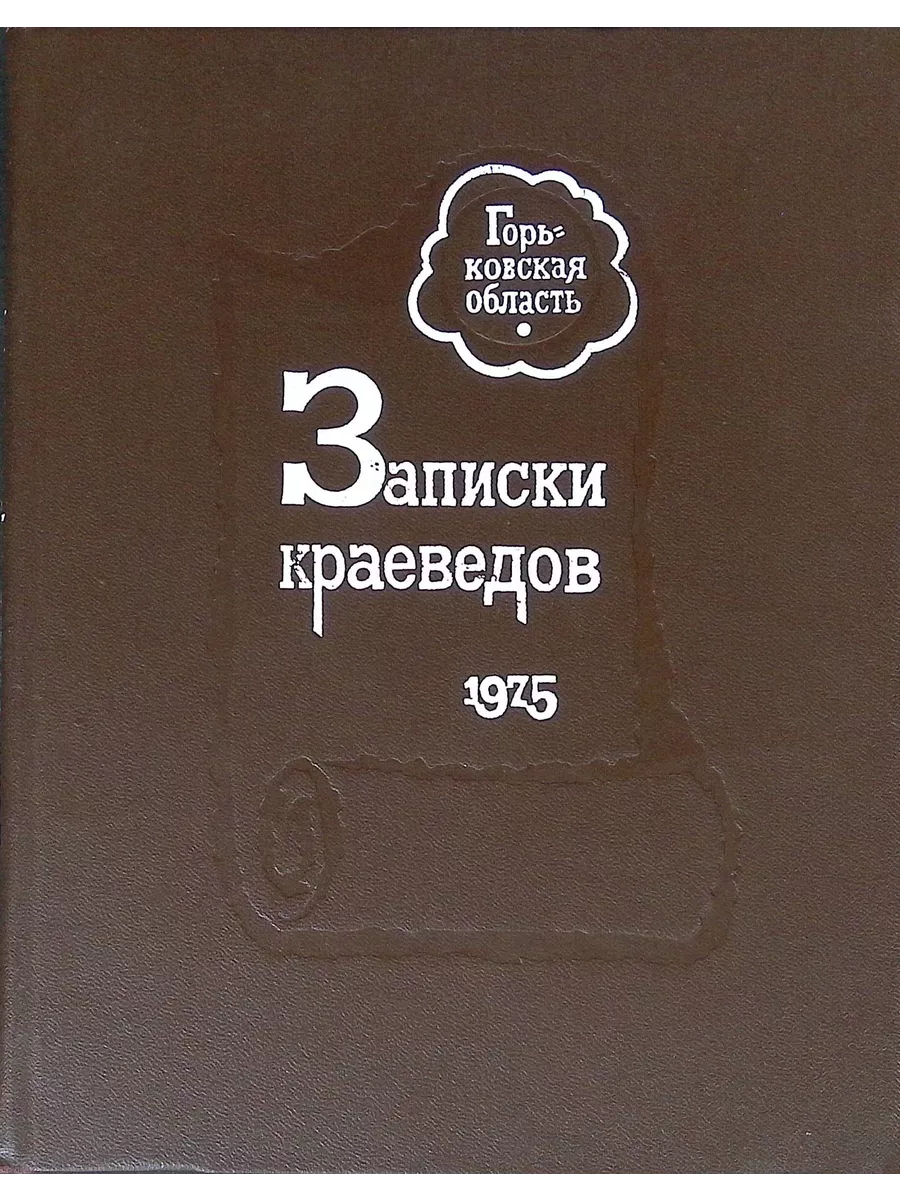 Горь=
ковская
область
Записки
краеведов
1975